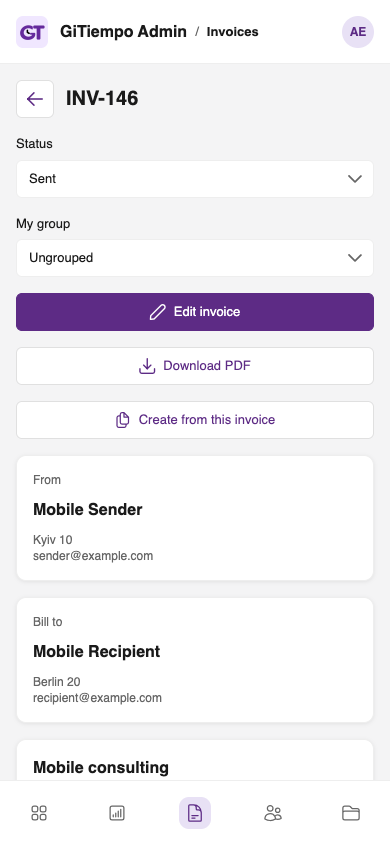 GT GiTiempo Admin / Invoices AE
INV-146
Status
Sent
My group
Ungrouped
Edit invoice
Download PDF
Create from this invoice
From
Mobile Sender
Kyiv 10
sender@example.com
Bill to
Mobile Recipient
Berlin 20
recipient@example.com
Mobile consulting